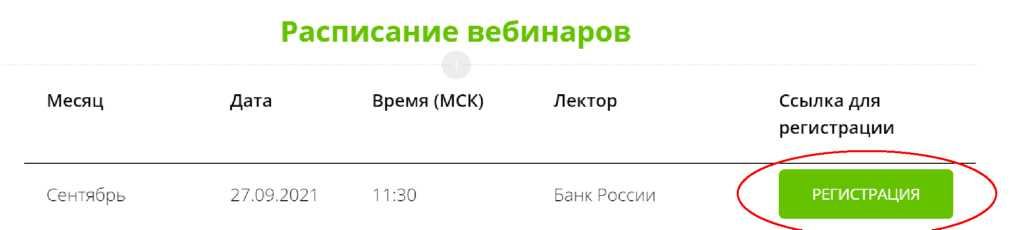 Расписание вебинаров
Месяц Дата Время (МСК) Лектор Ссылка для
регистрации
Сентябрь 27.09.2021 11:30 Банк России РЕГИСТРАЦИЯ